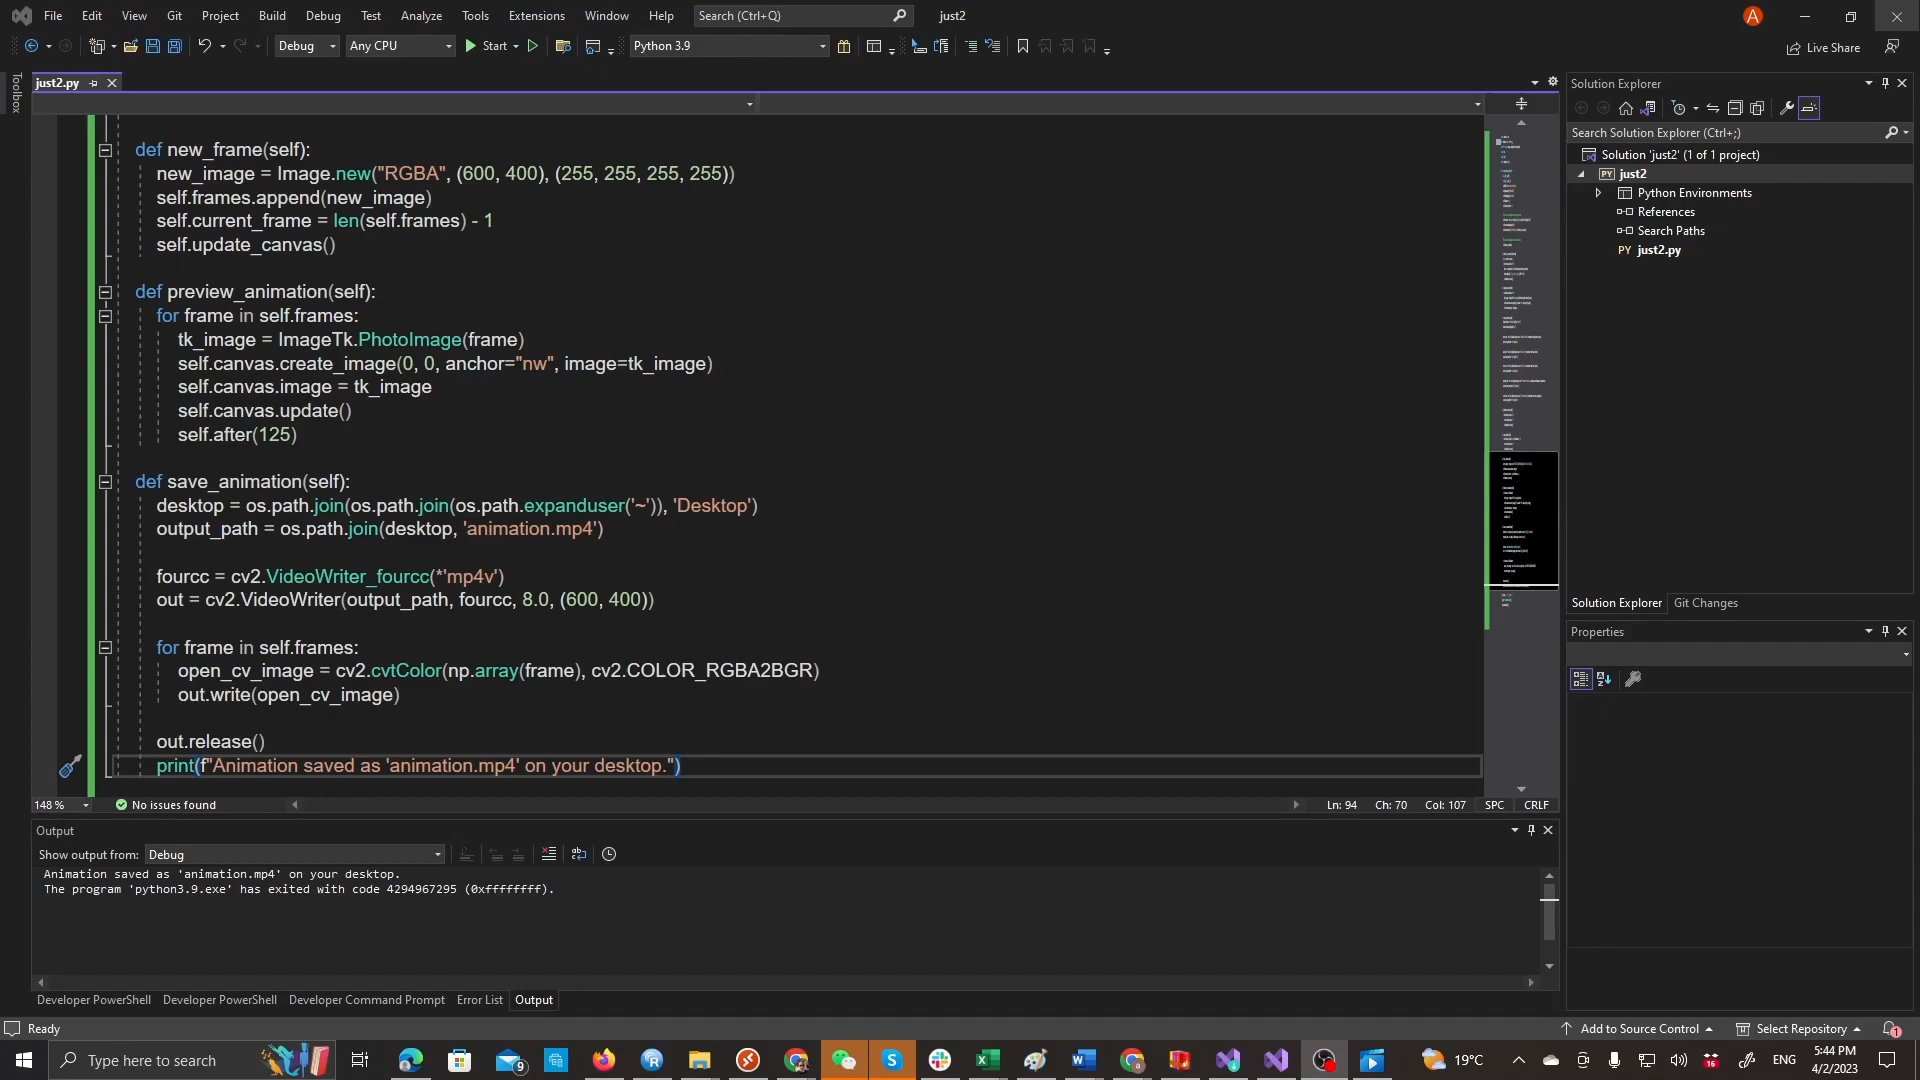 File Edit View Git Project Build Debug Test Analyze Tools Extensions Window Help Search (Ctrl+Q) just2 A
Debug Any CPU Start Python 3.9 Live Share
Toolbox
just2.py
def new_frame(self):
new_image = Image.new("RGBA", (600, 400), (255, 255, 255, 255))
self.frames.append(new_image)
self.current_frame = len(self.frames) - 1
self.update_canvas()
def preview_animation(self):
for frame in self.frames:
tk_image = ImageTk.PhotoImage(frame)
self.canvas.create_image(0, 0, anchor="nw", image=tk_image)
self.canvas.image = tk_image
self.canvas.update()
self.after(125)
def save_animation(self):
desktop = os.path.join(os.path.join(os.path.expanduser('~')), 'Desktop')
output_path = os.path.join(desktop, 'animation.mp4')
fourcc = cv2.VideoWriter_fourcc(*'mp4v')
out = cv2.VideoWriter(output_path, fourcc, 8.0, (600, 400))
for frame in self.frames:
open_cv_image = cv2.cvtColor(np.array(frame), cv2.COLOR_RGBA2BGR)
out.write(open_cv_image)
out.release()
print(f"Animation saved as 'animation.mp4' on your desktop.")
148 % No issues found Ln: 94 Ch: 70 Col: 107 SPC CRLF
Output
Show output from: Debug
Animation saved as 'animation.mp4' on your desktop.
The program 'python3.9.exe' has exited with code 4294967295 (0xffffffff).
Developer PowerShell Developer PowerShell Developer Command Prompt Error List Output
Solution Explorer
Search Solution Explorer (Ctrl+;)
Solution 'just2' (1 of 1 project)
PY just2
Python Environments
References
Search Paths
PY just2.py
Solution Explorer Git Changes
Properties
Ready Add to Source Control Select Repository 1
Type here to search 9 19°C 16 ENG 5:44 PM
4/2/2023